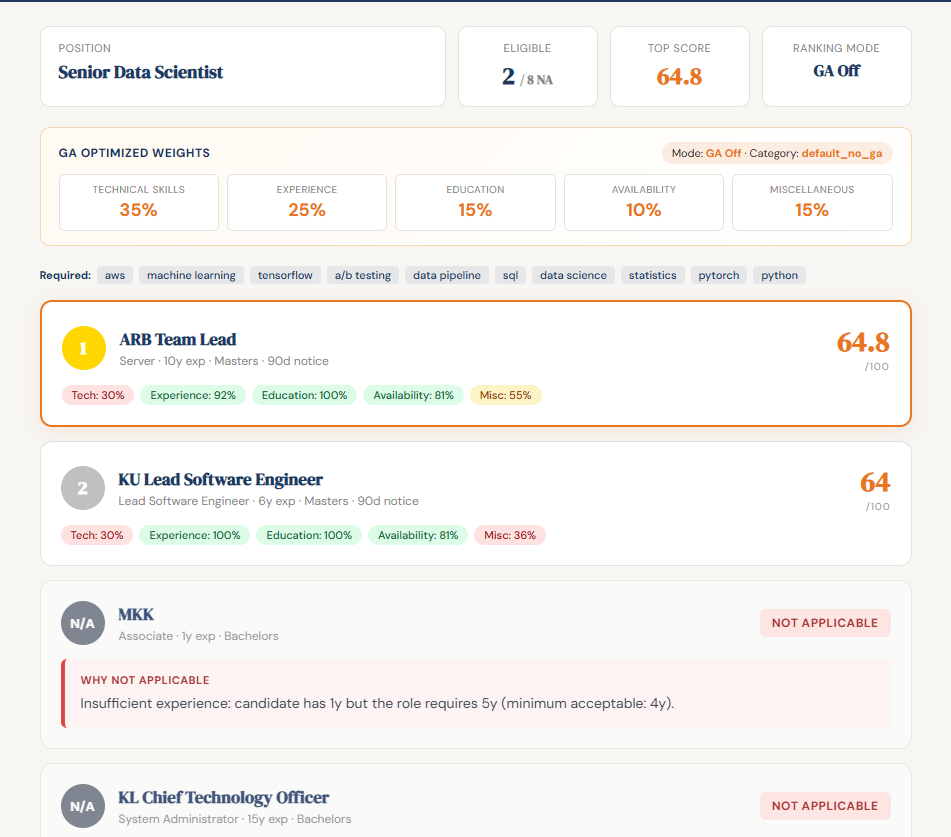 POSITION
Senior Data Scientist
ELIGIBLE
2 / 8 NA
TOP SCORE
64.8
RANKING MODE
GA Off
GA OPTIMIZED WEIGHTS
Mode: GA Off · Category: default_no_ga
TECHNICAL SKILLS
35%
EXPERIENCE
25%
EDUCATION
15%
AVAILABILITY
10%
MISCELLANEOUS
15%
Required: aws machine learning tensorflow a/b testing data pipeline sql data science statistics pytorch python
1
ARB Team Lead
Server · 10y exp · Masters · 90d notice
64.8
/100
Tech: 30% Experience: 92% Education: 100% Availability: 81% Misc: 55%
2
KU Lead Software Engineer
Lead Software Engineer · 6y exp · Masters · 90d notice
64
/100
Tech: 30% Experience: 100% Education: 100% Availability: 81% Misc: 36%
N/A
MKK
Associate · 1y exp · Bachelors
NOT APPLICABLE
WHY NOT APPLICABLE
Insufficient experience: candidate has 1y but the role requires 5y (minimum acceptable: 4y).
N/A
KL Chief Technology Officer
System Administrator · 15y exp · Bachelors
NOT APPLICABLE